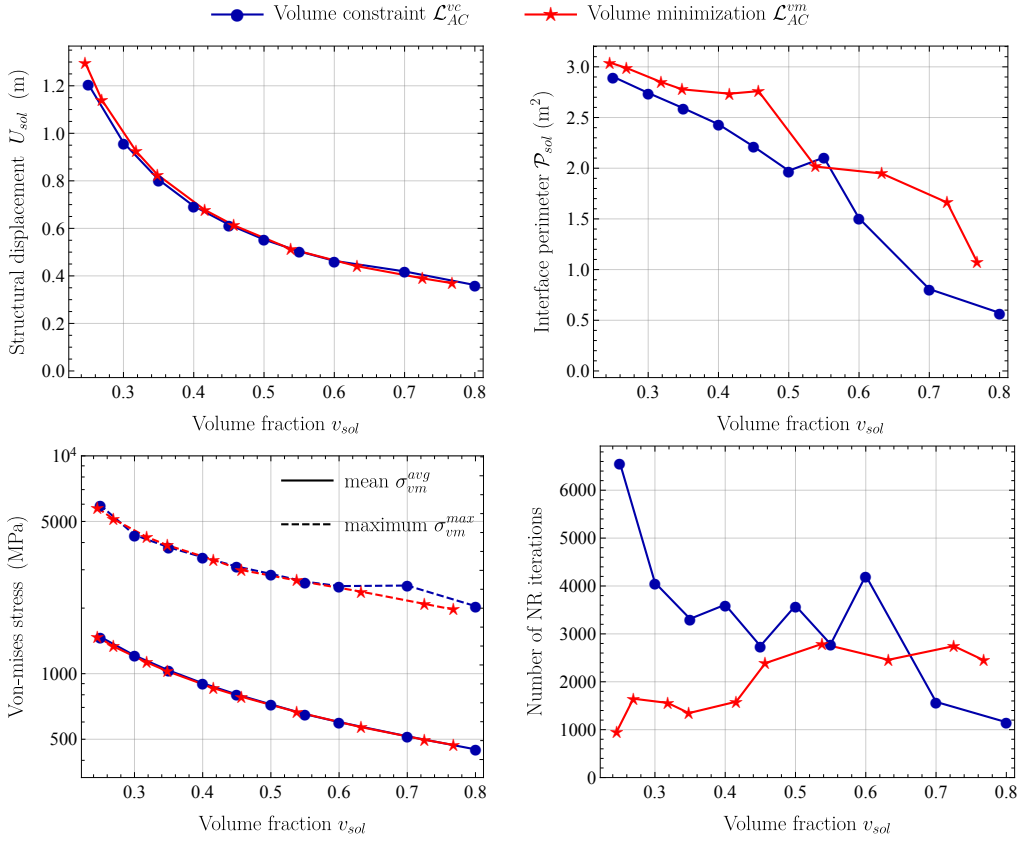 Volume constraint 𝓛_AC^vc Volume minimization 𝓛_AC^vm
Structural displacement U_sol (m)
1.2
1.0
0.8
0.6
0.4
0.2
0.0
0.3 0.4 0.5 0.6 0.7 0.8
Volume fraction v_sol
Interface perimeter 𝒫_sol (m²)
3.0
2.5
2.0
1.5
1.0
0.5
0.0
0.3 0.4 0.5 0.6 0.7 0.8
Volume fraction v_sol
Von-mises stress (MPa)
10⁴
5000
1000
500
mean σ_vm^avg
maximum σ_vm^max
0.3 0.4 0.5 0.6 0.7 0.8
Volume fraction v_sol
Number of NR iterations
6000
5000
4000
3000
2000
1000
0
0.3 0.4 0.5 0.6 0.7 0.8
Volume fraction v_sol